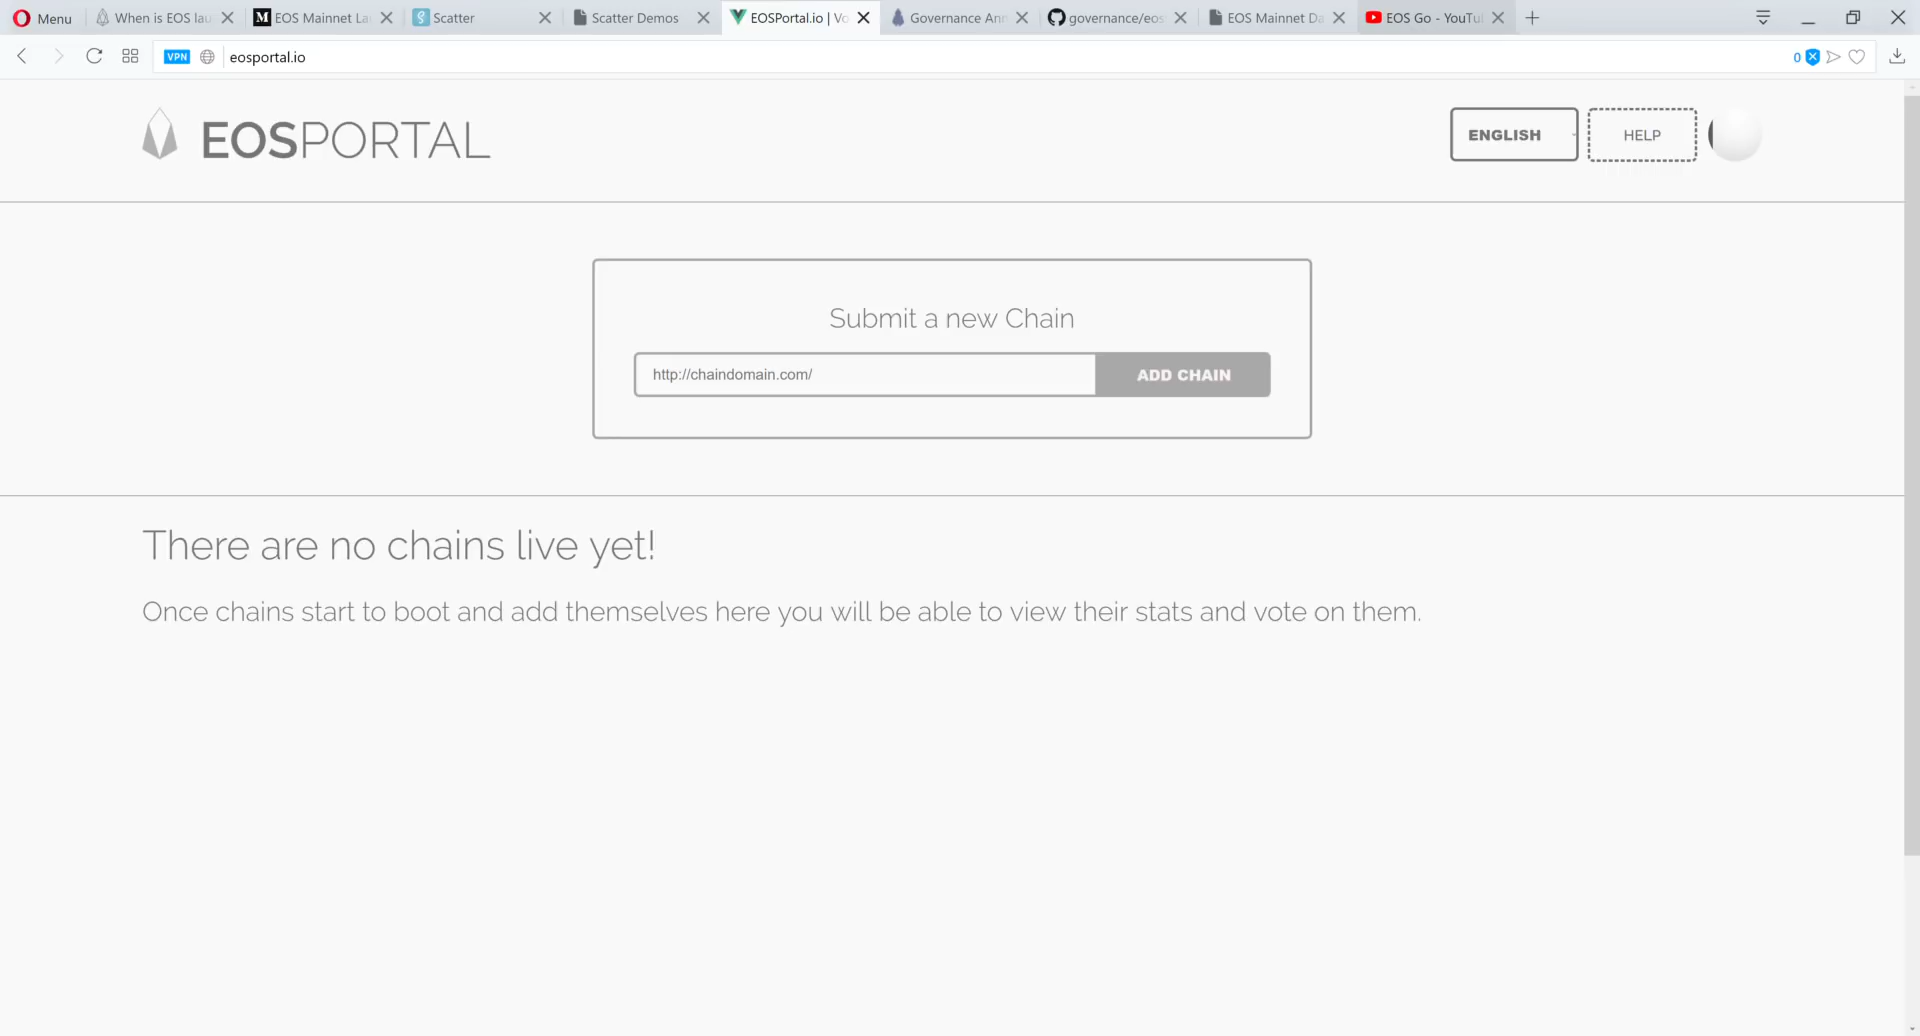 Menu
When is EOS lau
EOS Mainnet La
Scatter
Scatter Demos
EOSPortal.io | Vo
Governance Ann
governance/eos
EOS Mainnet Da
EOS Go - YouTu
VPN
eosportal.io
0
EOSPORTAL
ENGLISH
HELP
Submit a new Chain
http://chaindomain.com/
ADD CHAIN
There are no chains live yet!
Once chains start to boot and add themselves here you will be able to view their stats and vote on them.